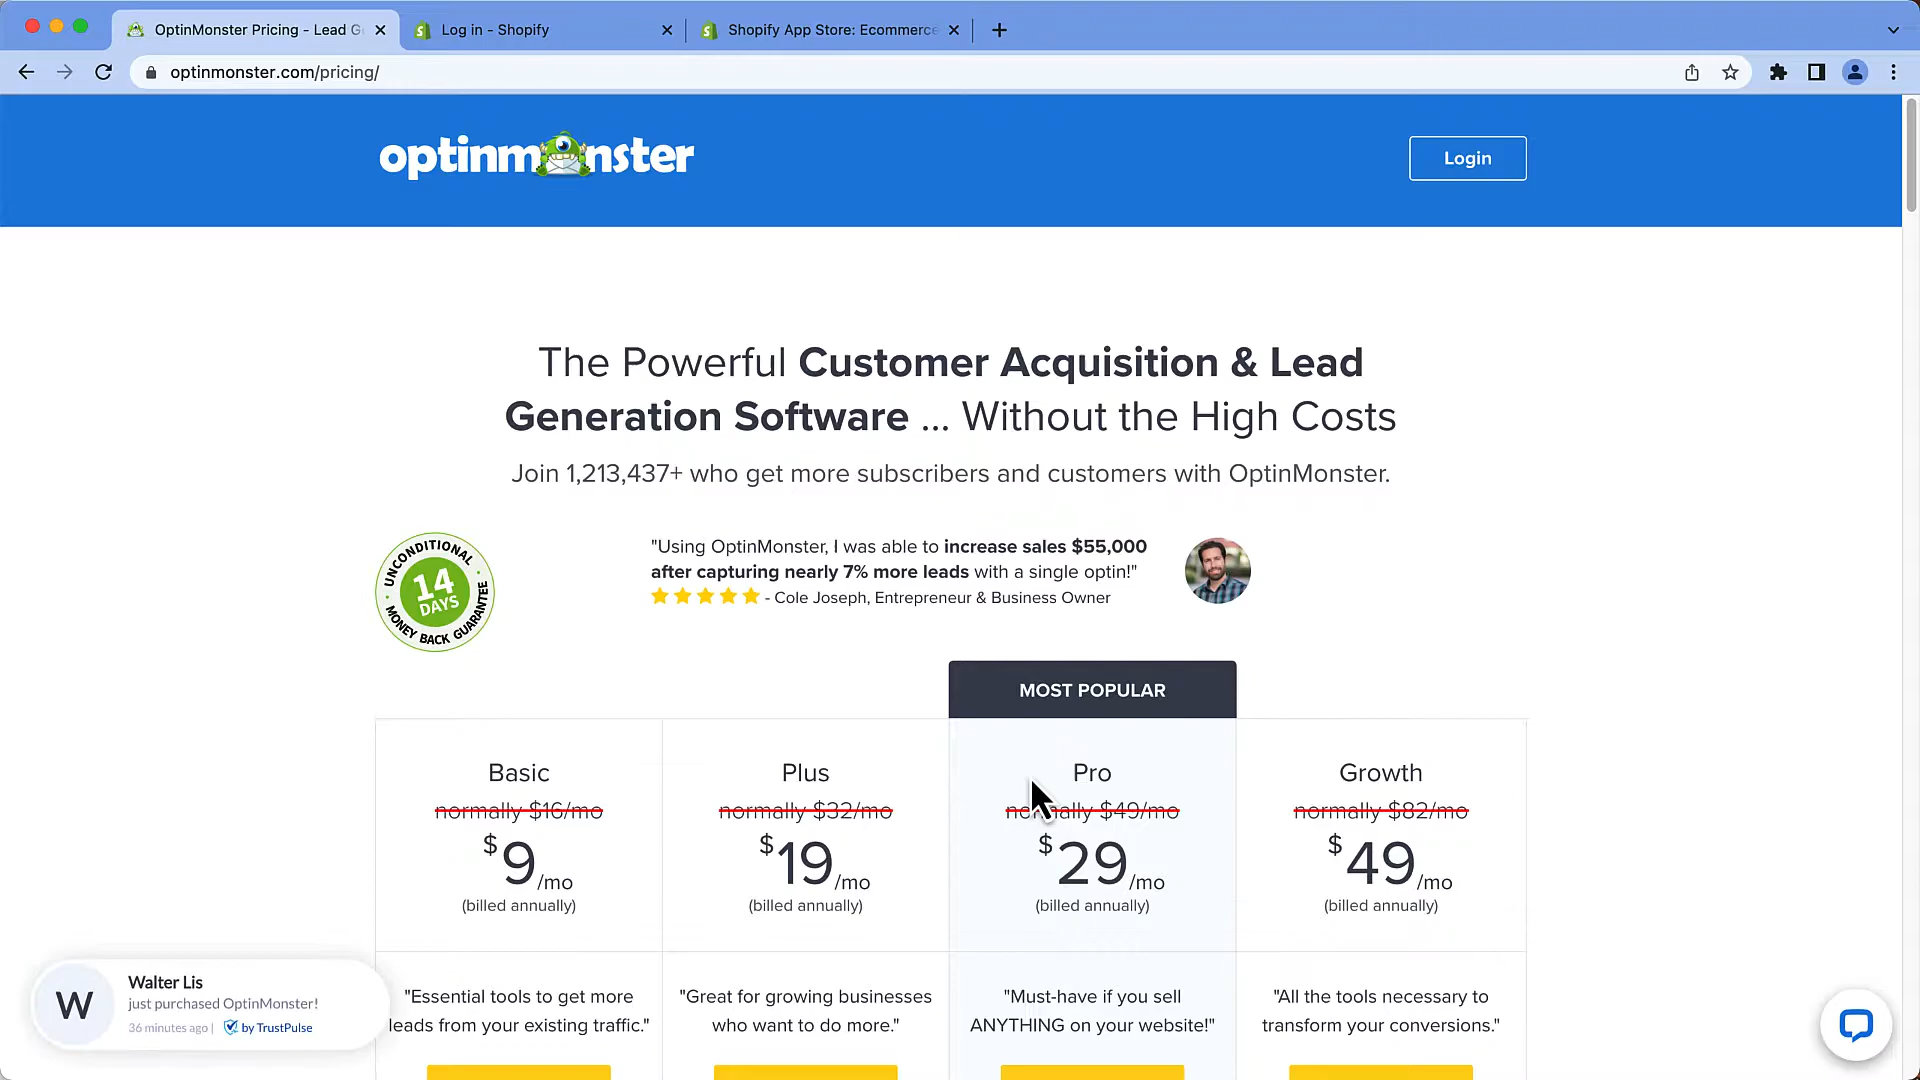 OptinMonster Pricing - Lead G
Log in - Shopify
Shopify App Store: Ecommerce
optinmonster.com/pricing/
optinmonster
Login
The Powerful Customer Acquisition & Lead
Generation Software ... Without the High Costs
Join 1,213,437+ who get more subscribers and customers with OptinMonster.
UNCONDITIONAL
14
DAYS
MONEY BACK GUARANTEE
"Using OptinMonster, I was able to increase sales $55,000
after capturing nearly 7% more leads with a single optin!"
- Cole Joseph, Entrepreneur & Business Owner
MOST POPULAR
Basic
normally $16/mo
$9/mo
(billed annually)
"Essential tools to get more
leads from your existing traffic."
Plus
normally $32/mo
$19/mo
(billed annually)
"Great for growing businesses
who want to do more."
Pro
normally $49/mo
$29/mo
(billed annually)
"Must-have if you sell
ANYTHING on your website!"
Growth
normally $82/mo
$49/mo
(billed annually)
"All the tools necessary to
transform your conversions."
W
Walter Lis
just purchased OptinMonster!
36 minutes ago | by TrustPulse